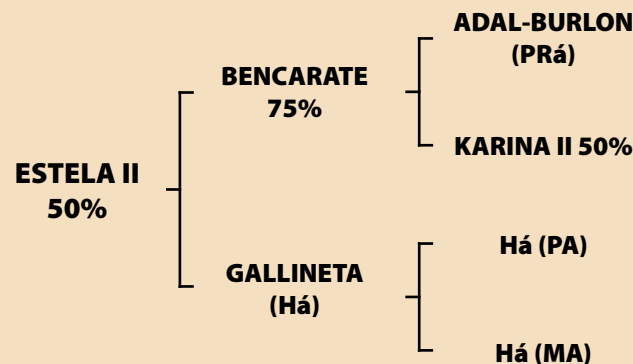 ADAL-BURLON
(PRá)
BENCARATE
75%
KARINA II 50%
ESTELA II
50%
Há (PA)
GALLINETA
(Há)
Há (MA)